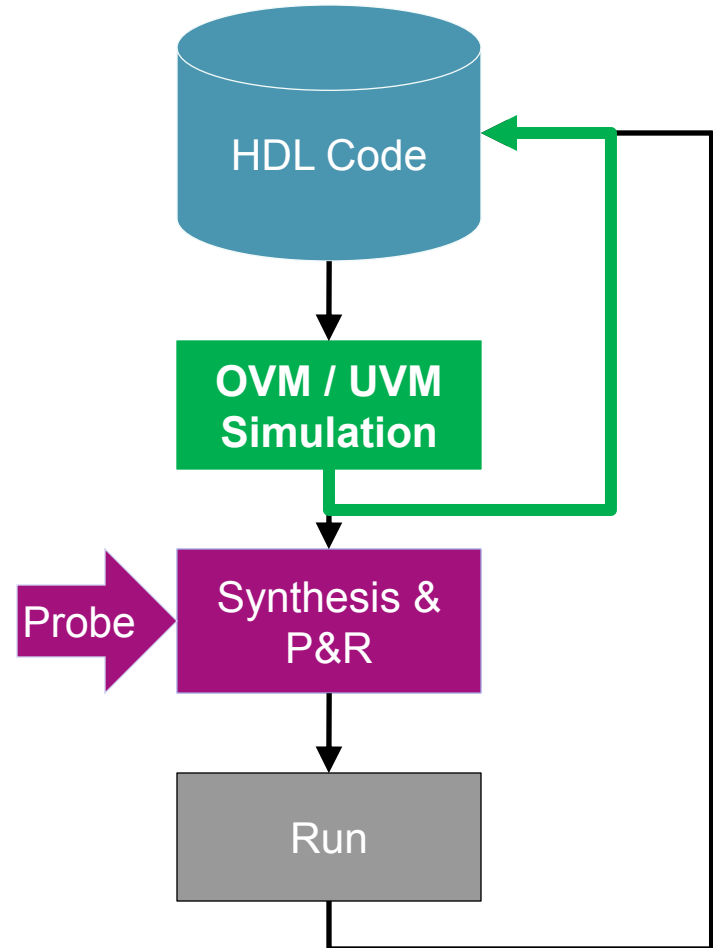 HDL Code
OVM / UVM
Simulation
Probe
Synthesis &
P&R
Run